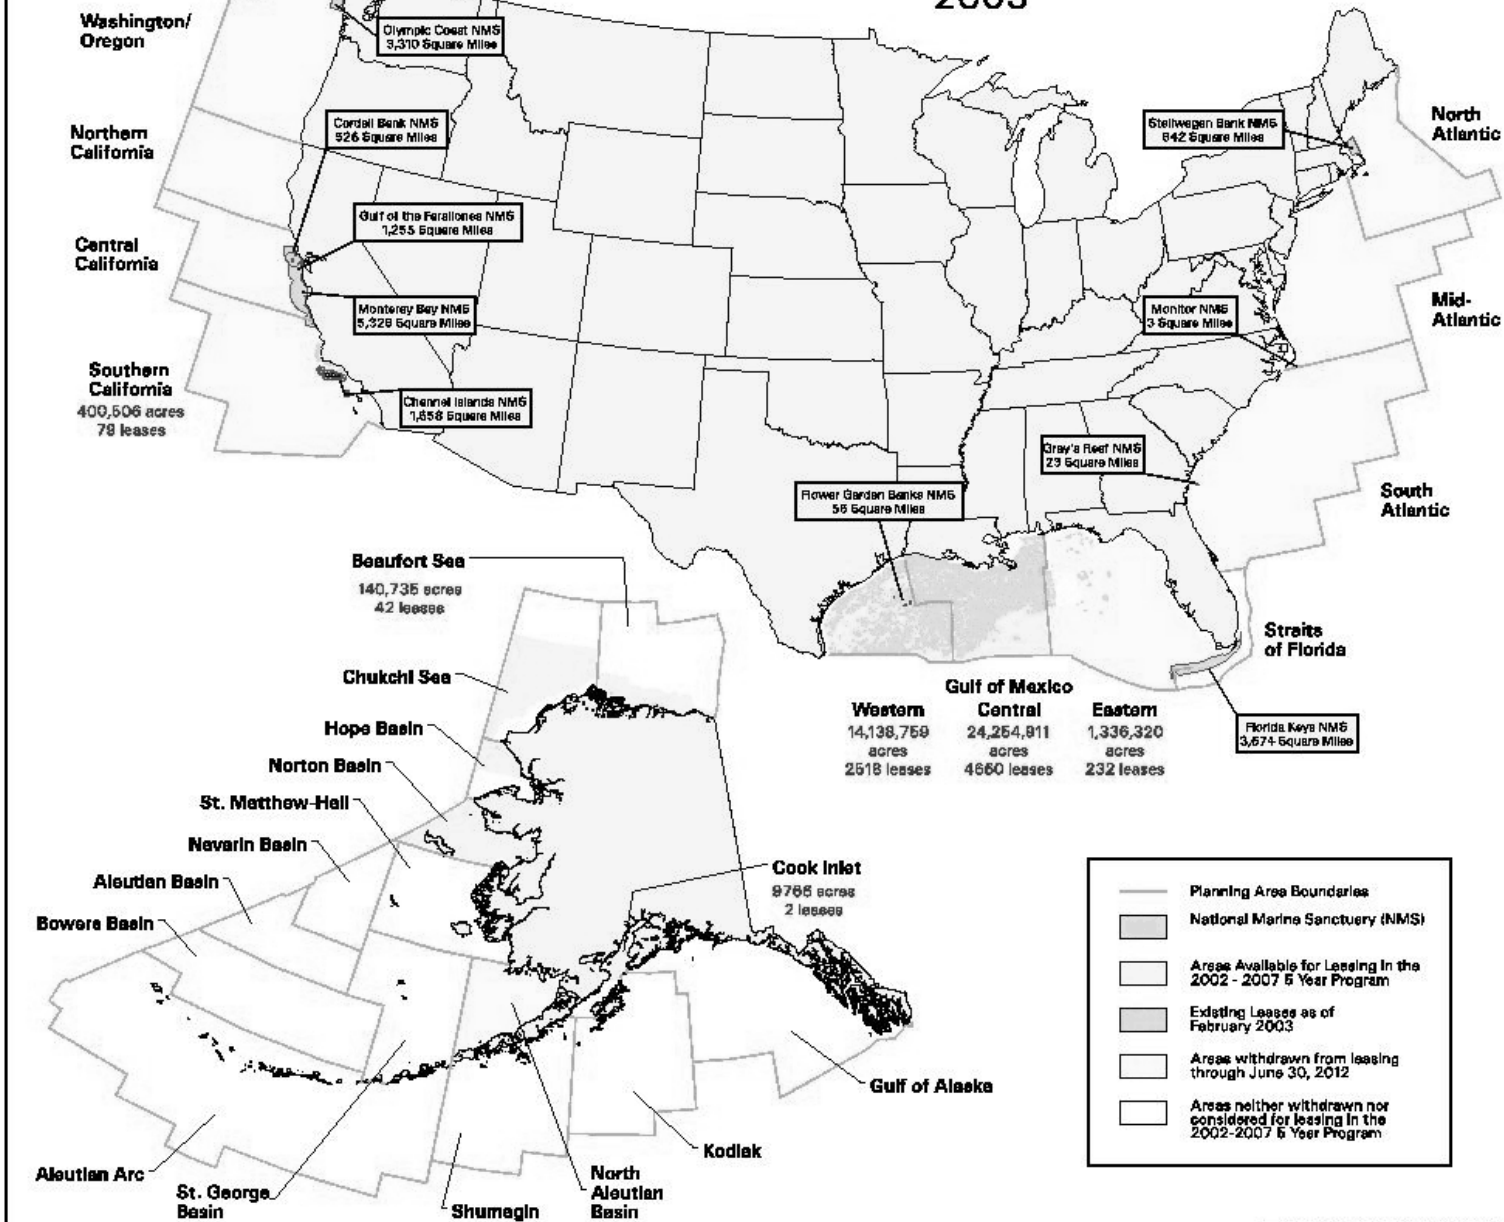 2003
Washington/
Oregon
Olympic Coast NMS
3,310 Square Miles
Northern
California
Cordell Bank NMS
526 Square Miles
Stellwagen Bank NMS
842 Square Miles
North
Atlantic
Gulf of the Farallones NMS
1,255 Square Miles
Central
California
Monterey Bay NMS
5,328 Square Miles
Monitor NMS
3 Square Miles
Mid-
Atlantic
Southern
California
400,506 acres
79 leases
Channel Islands NMS
1,658 Square Miles
Gray's Reef NMS
23 Square Miles
Flower Garden Banks NMS
56 Square Miles
South
Atlantic
Beaufort Sea
140,735 acres
42 leases
Straits
of Florida
Chukchi Sea
Gulf of Mexico
Western
14,138,759
acres
2518 leases
Central
24,254,911
acres
4660 leases
Eastern
1,336,320
acres
232 leases
Florida Keys NMS
3,674 Square Miles
Hope Basin
Norton Basin
St. Matthew-Hall
Navarin Basin
Aleutian Basin
Bowers Basin
Cook Inlet
9766 acres
2 leases
Gulf of Alaska
Kodiak
Aleutian Arc
St. George
Basin
Shumagin
North
Aleutian
Basin
Planning Area Boundaries
National Marine Sanctuary (NMS)
Areas Available for Leasing in the
2002 - 2007 5 Year Program
Existing Leases as of
February 2003
Areas withdrawn from leasing
through June 30, 2012
Areas neither withdrawn nor
considered for leasing in the
2002-2007 5 Year Program